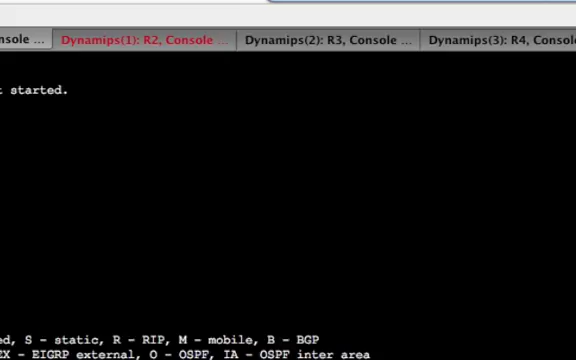 nsole ...
Dynamips(1): R2, Console ...
Dynamips(2): R3, Console ...
Dynamips(3): R4, Console
t started.
ed, S - static, R - RIP, M - mobile, B - BGP
EX - EIGRP external, O - OSPF, IA - OSPF inter area